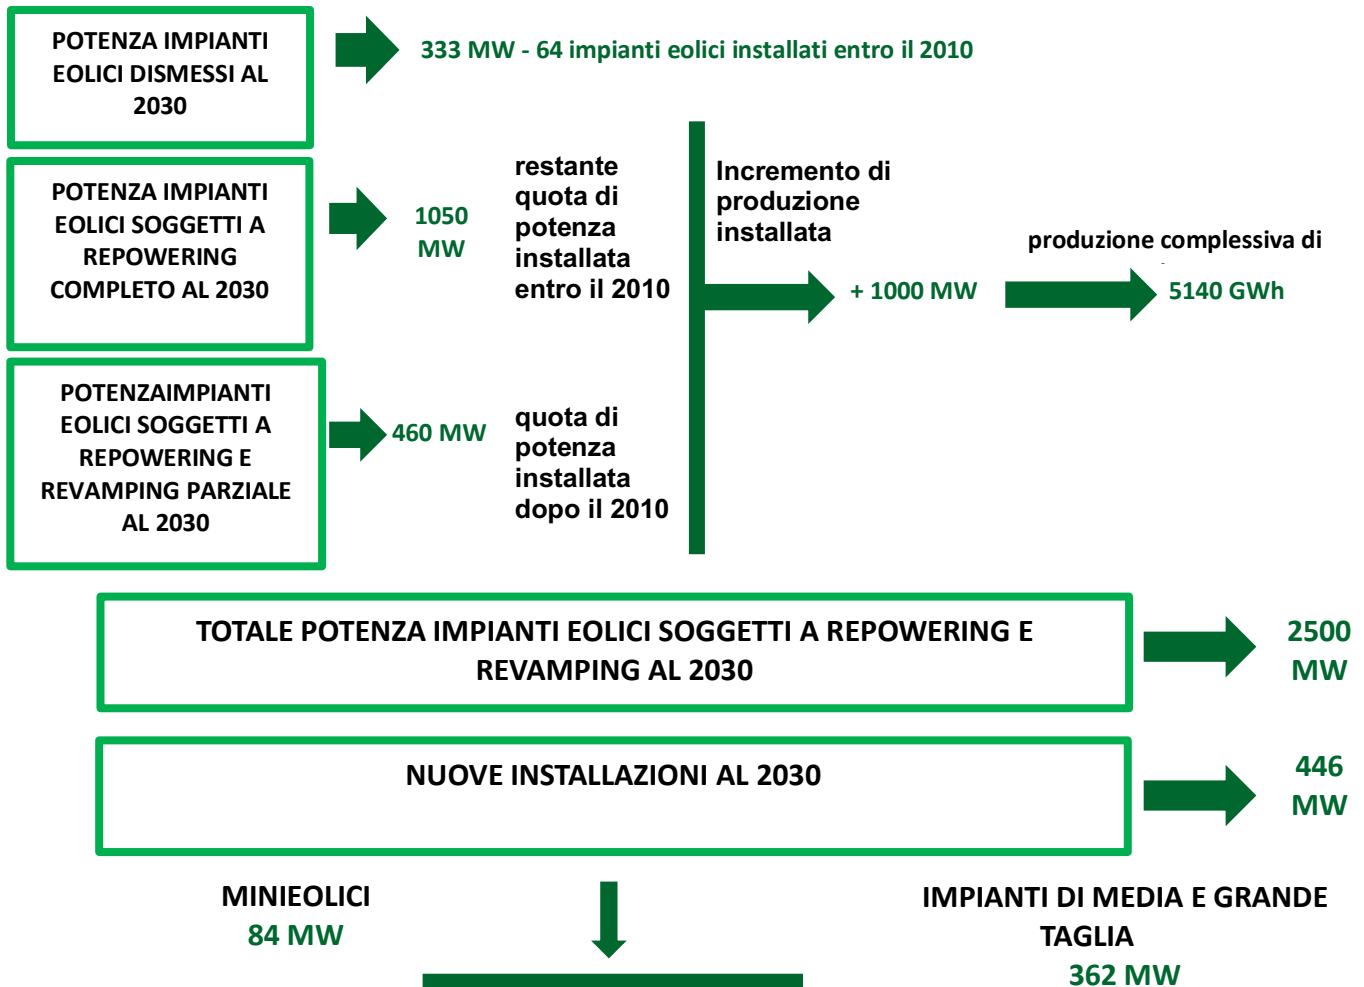 POTENZA IMPIANTI
EOLICI DISMESSI AL
2030
333 MW - 64 impianti eolici installati entro il 2010
POTENZA IMPIANTI
EOLICI SOGGETTI A
REPOWERING
COMPLETO AL 2030
1050
MW
restante
quota di
potenza
installata
entro il 2010
Incremento di
produzione
installata
+ 1000 MW
produzione complessiva di
5140 GWh
POTENZAIMPIANTI
EOLICI SOGGETTI A
REPOWERING E
REVAMPING PARZIALE
AL 2030
460 MW
quota di
potenza
installata
dopo il 2010
TOTALE POTENZA IMPIANTI EOLICI SOGGETTI A REPOWERING E
REVAMPING AL 2030
2500
MW
NUOVE INSTALLAZIONI AL 2030
446
MW
MINIEOLICI
84 MW
IMPIANTI DI MEDIA E GRANDE
TAGLIA
362 MW